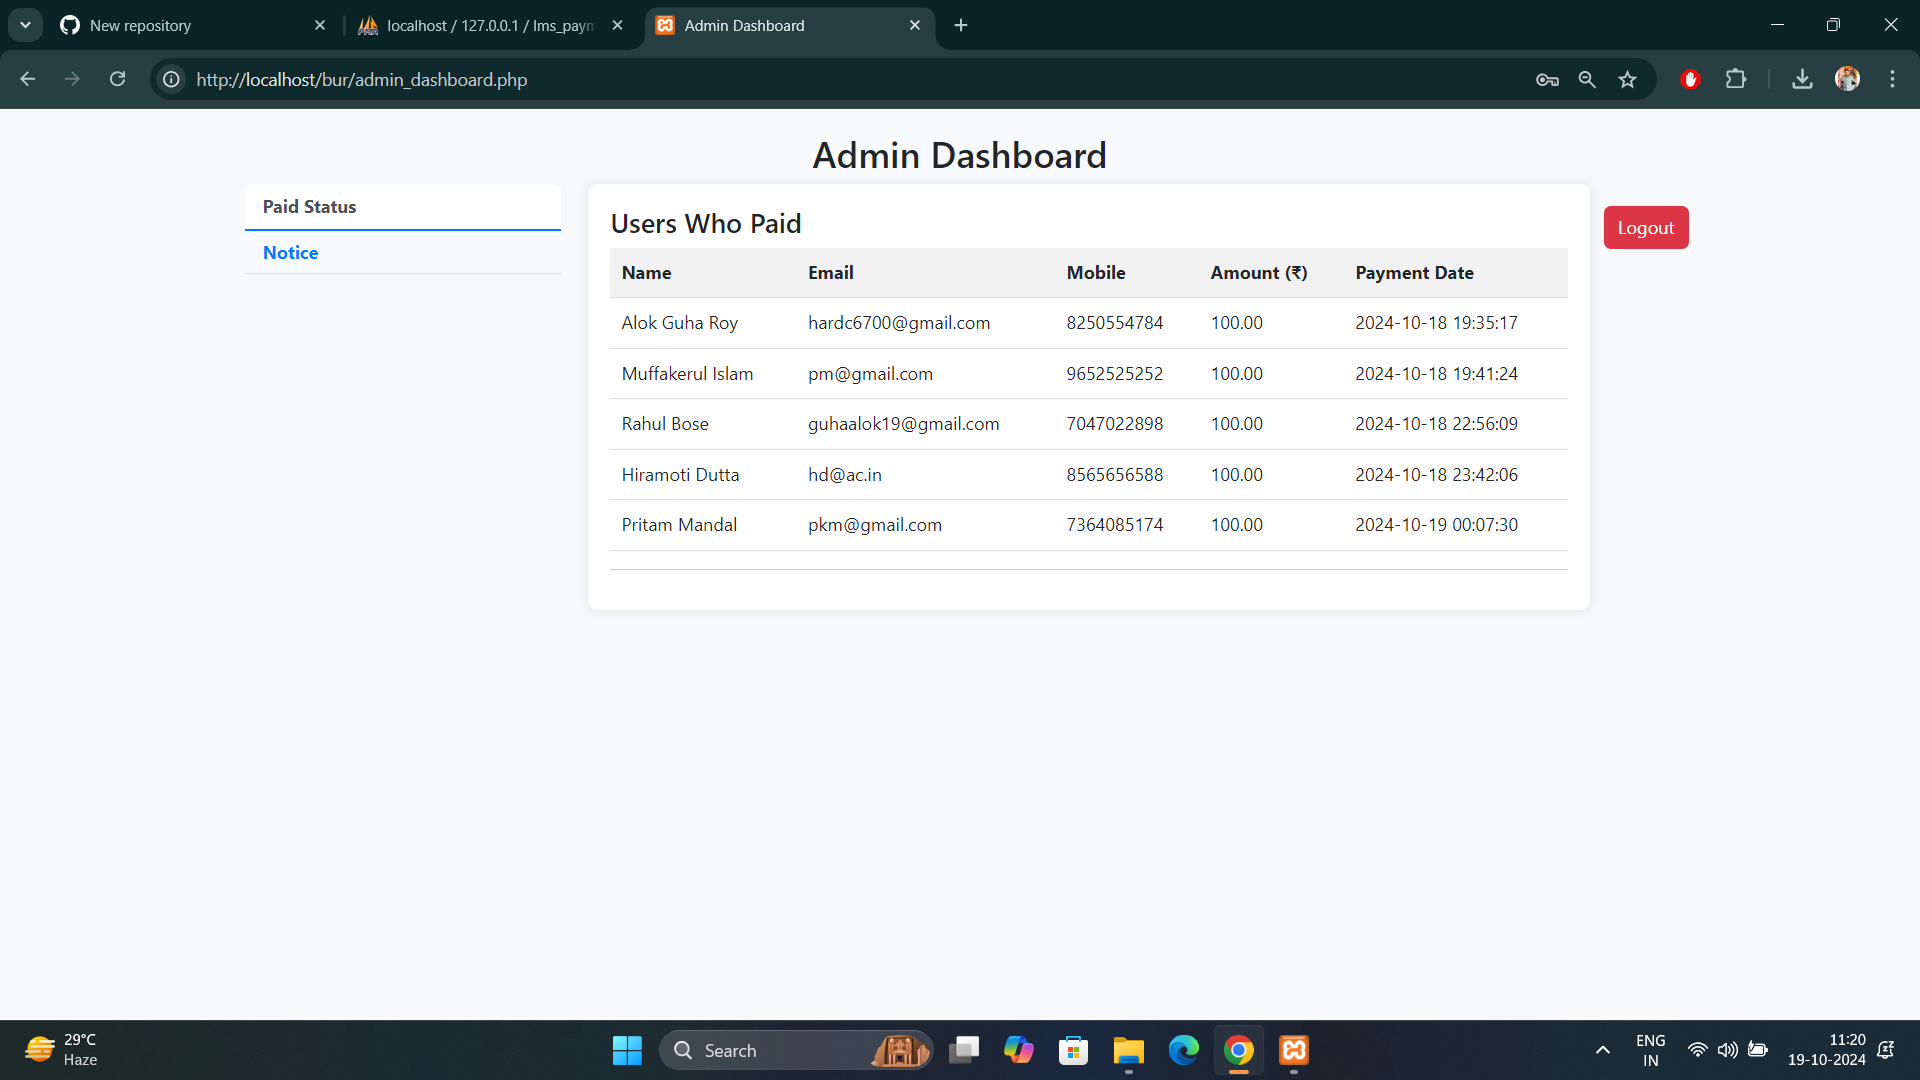 New repository
localhost / 127.0.0.1 / lms_paym
Admin Dashboard
http://localhost/bur/admin_dashboard.php
Admin Dashboard
Paid Status
Notice
Users Who Paid
Logout
Name Email Mobile Amount (₹) Payment Date
Alok Guha Roy hardc6700@gmail.com 8250554784 100.00 2024-10-18 19:35:17
Muffakerul Islam pm@gmail.com 9652525252 100.00 2024-10-18 19:41:24
Rahul Bose guhaalok19@gmail.com 7047022898 100.00 2024-10-18 22:56:09
Hiramoti Dutta hd@ac.in 8565656588 100.00 2024-10-18 23:42:06
Pritam Mandal pkm@gmail.com 7364085174 100.00 2024-10-19 00:07:30
29°C
Haze
Search
ENG
IN
11:20
19-10-2024